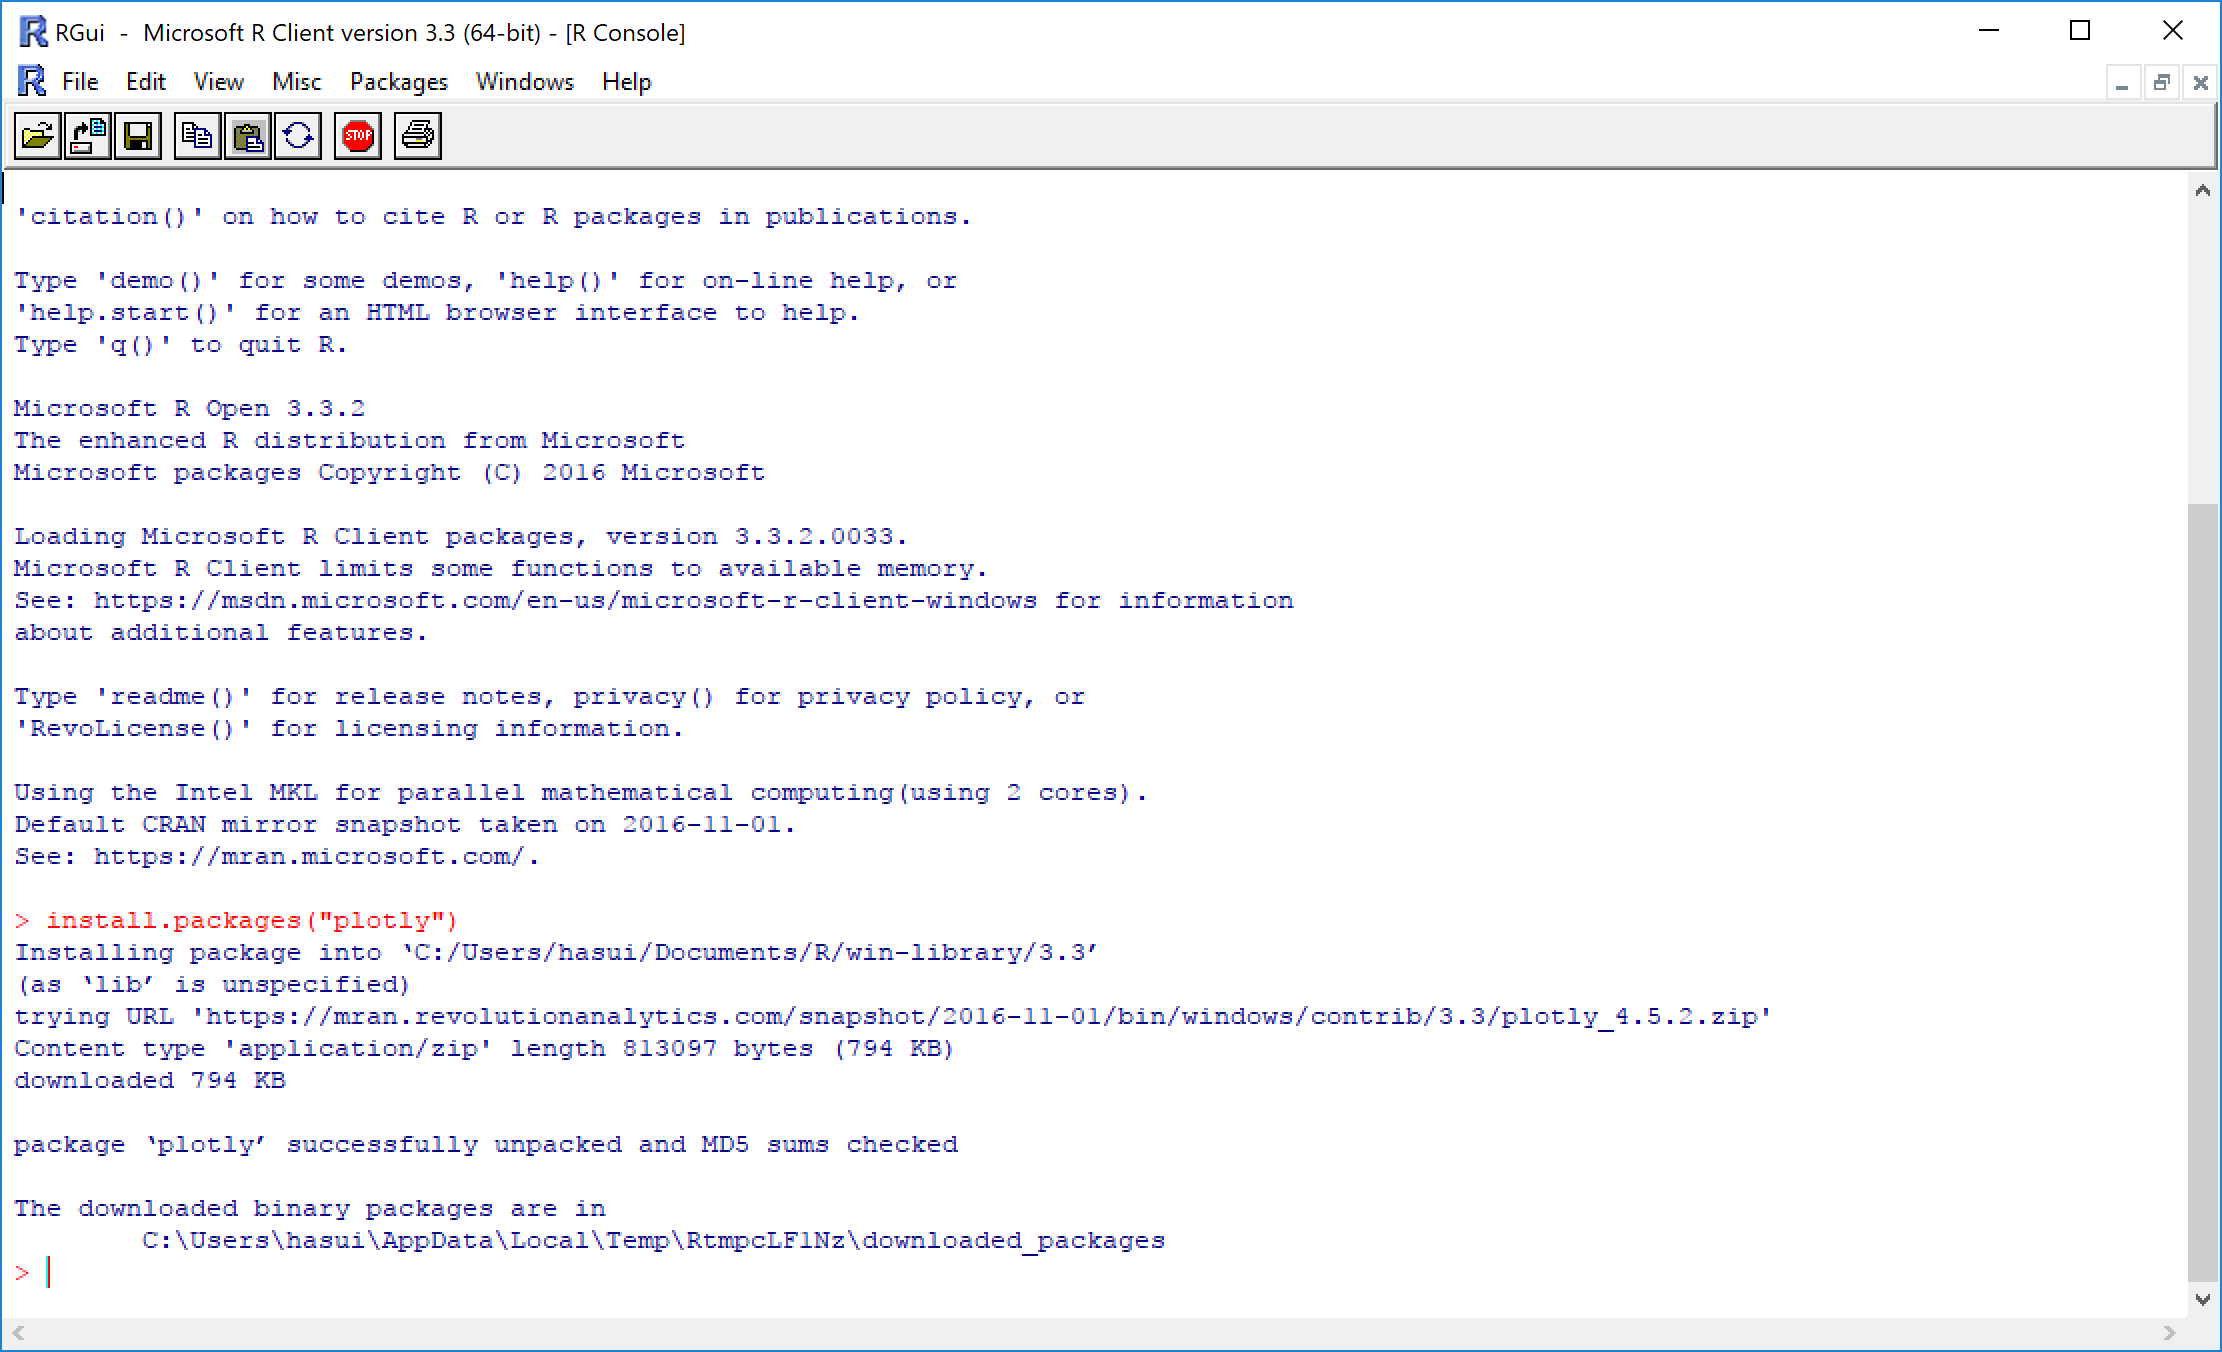 RGui - Microsoft R Client version 3.3 (64-bit) - [R Console]
File Edit View Misc Packages Windows Help
STOP
'citation()' on how to cite R or R packages in publications.
Type 'demo()' for some demos, 'help()' for on-line help, or
'help.start()' for an HTML browser interface to help.
Type 'q()' to quit R.
Microsoft R Open 3.3.2
The enhanced R distribution from Microsoft
Microsoft packages Copyright (C) 2016 Microsoft
Loading Microsoft R Client packages, version 3.3.2.0033.
Microsoft R Client limits some functions to available memory.
See: https://msdn.microsoft.com/en-us/microsoft-r-client-windows for information
about additional features.
Type 'readme()' for release notes, privacy() for privacy policy, or
'RevoLicense()' for licensing information.
Using the Intel MKL for parallel mathematical computing(using 2 cores).
Default CRAN mirror snapshot taken on 2016-11-01.
See: https://mran.microsoft.com/.
> install.packages("plotly")
Installing package into ‘C:/Users/hasui/Documents/R/win-library/3.3’
(as ‘lib’ is unspecified)
trying URL 'https://mran.revolutionanalytics.com/snapshot/2016-11-01/bin/windows/contrib/3.3/plotly_4.5.2.zip'
Content type 'application/zip' length 813097 bytes (794 KB)
downloaded 794 KB
package ‘plotly’ successfully unpacked and MD5 sums checked
The downloaded binary packages are in
C:\Users\hasui\AppData\Local\Temp\RtmpcLF1Nz\downloaded_packages
>